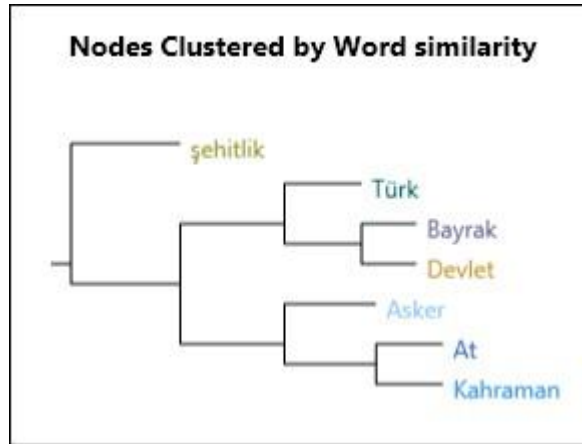 Nodes Clustered by Word similarity
şehitlik
Türk
Bayrak
Devlet
Asker
At
Kahraman